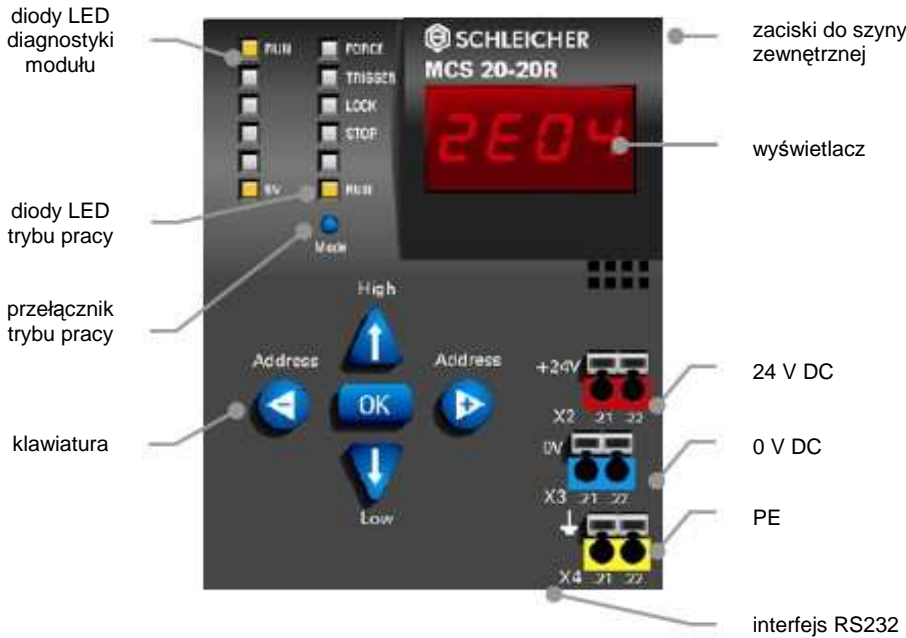 diody LED
diagnostyki
modułu
diody LED
trybu pracy
przełącznik
trybu pracy
klawiatura
RUN
5V
FORCE
TRIGGER
LOCK
STOP
RUN
Mode
SCHLEICHER
MCS 20-20R
2E04
High
Address
Address
OK
Low
+24V
X2 21 22
0V
X3 21 22
X4 21 22
zaciski do szyny
zewnętrznej
wyświetlacz
24 V DC
0 V DC
PE
interfejs RS232